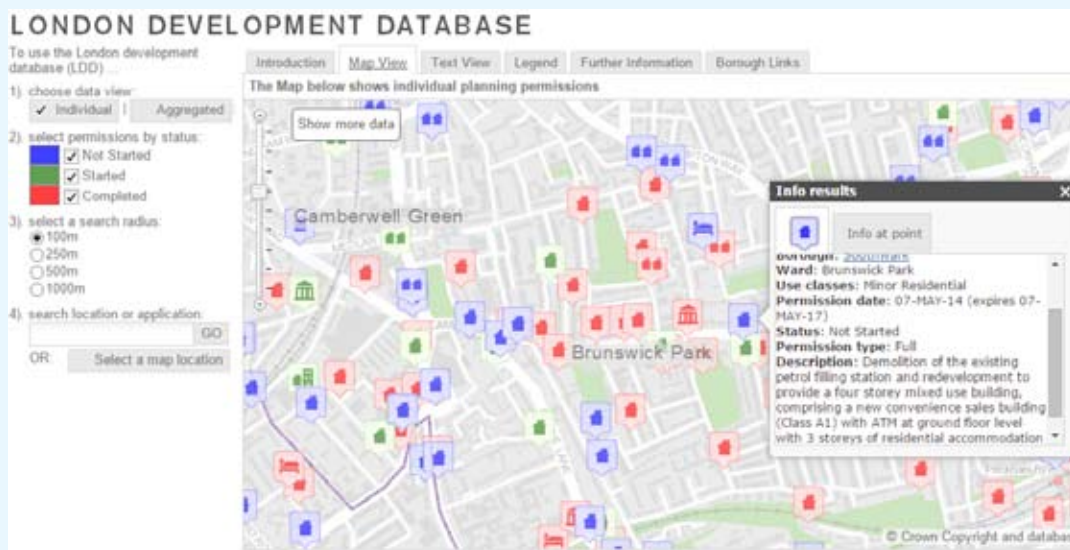 LONDON DEVELOPMENT DATABASE
To use the London development
database (LDD) ...
1). choose data view:
✓ Individual | Aggregated
2). select permissions by status:
Not Started
Started
Completed
3). select a search radius:
100m
250m
500m
1000m
4). search location or application:
GO
OR: Select a map location
Introduction Map View Text View Legend Further Information Borough Links
The Map below shows individual planning permissions
Show more data
Camberwell Green
Brunswick Park
Info results X
Info at point
Borough: Southwark
Ward: Brunswick Park
Use classes: Minor Residential
Permission date: 07-MAY-14 (expires 07-
MAY-17)
Status: Not Started
Permission type: Full
Description: Demolition of the existing
petrol filling station and redevelopment to
provide a four storey mixed use building,
comprising a new convenience sales building
(Class A1) with ATM at ground floor level
with 3 storeys of residential accommodation
LANE
© Crown Copyright and databas